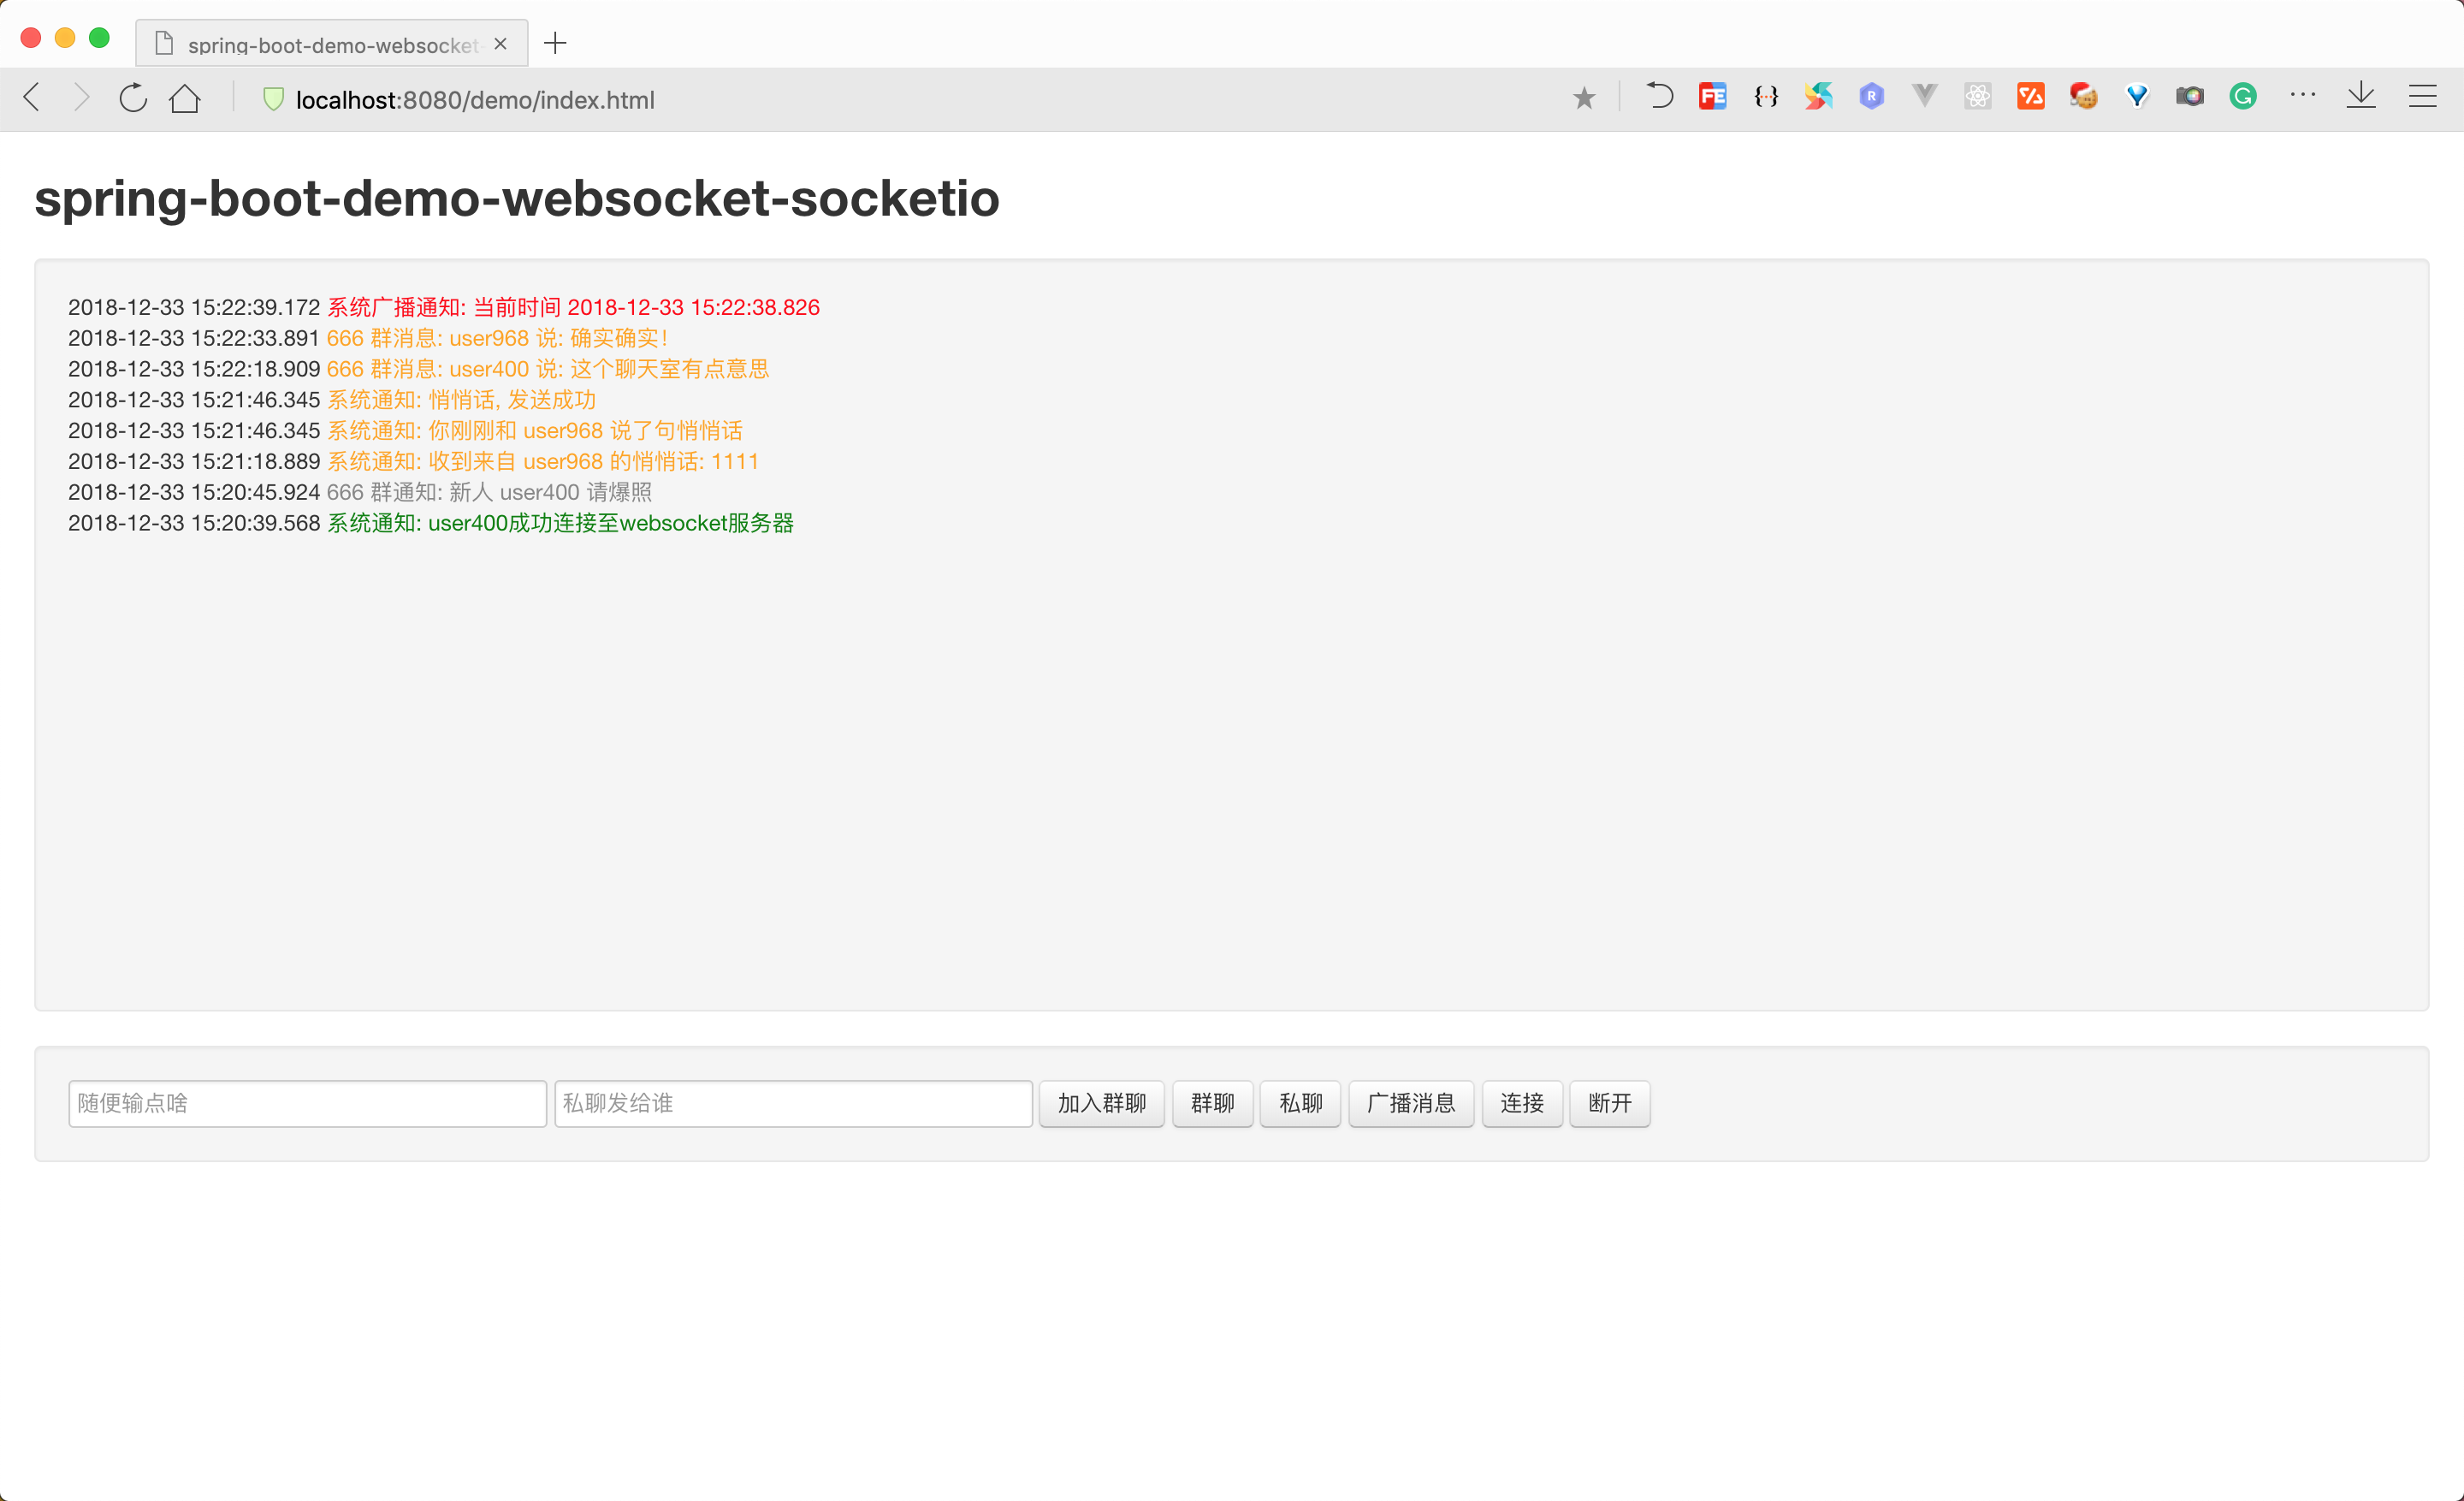 spring-boot-demo-websocket-
localhost:8080/demo/index.html
spring-boot-demo-websocket-socketio
2018-12-33 15:22:39.172 系统广播通知: 当前时间 2018-12-33 15:22:38.826
2018-12-33 15:22:33.891 666 群消息: user968 说: 确实确实!
2018-12-33 15:22:18.909 666 群消息: user400 说: 这个聊天室有点意思
2018-12-33 15:21:46.345 系统通知: 悄悄话, 发送成功
2018-12-33 15:21:46.345 系统通知: 你刚刚和 user968 说了句悄悄话
2018-12-33 15:21:18.889 系统通知: 收到来自 user968 的悄悄话: 1111
2018-12-33 15:20:45.924 666 群通知: 新人 user400 请爆照
2018-12-33 15:20:39.568 系统通知: user400成功连接至websocket服务器
随便输点啥 私聊发给谁 加入群聊 群聊 私聊 广播消息 连接 断开